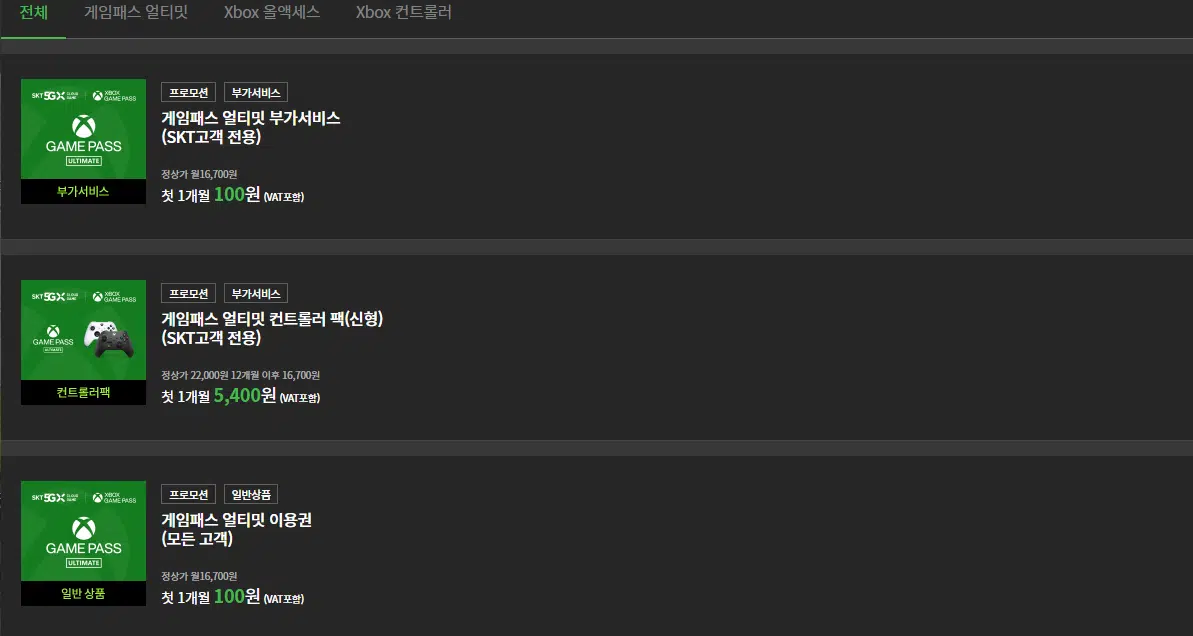 전체 게임패스 얼티밋 Xbox 올액세스 Xbox 컨트롤러
SKT 5GX CLOUD GAME XBOX GAME PASS
GAME PASS
ULTIMATE
부가서비스
프로모션 부가서비스
게임패스 얼티밋 부가서비스
(SKT고객 전용)
정상가 월16,700원
첫 1개월 100원 (VAT포함)
SKT 5GX CLOUD GAME XBOX GAME PASS
GAME PASS
ULTIMATE
컨트롤러팩
프로모션 부가서비스
게임패스 얼티밋 컨트롤러 팩(신형)
(SKT고객 전용)
정상가 22,000원 12개월 이후 16,700원
첫 1개월 5,400원 (VAT포함)
SKT 5GX CLOUD GAME XBOX GAME PASS
GAME PASS
ULTIMATE
일반 상품
프로모션 일반상품
게임패스 얼티밋 이용권
(모든 고객)
정상가 월16,700원
첫 1개월 100원 (VAT포함)